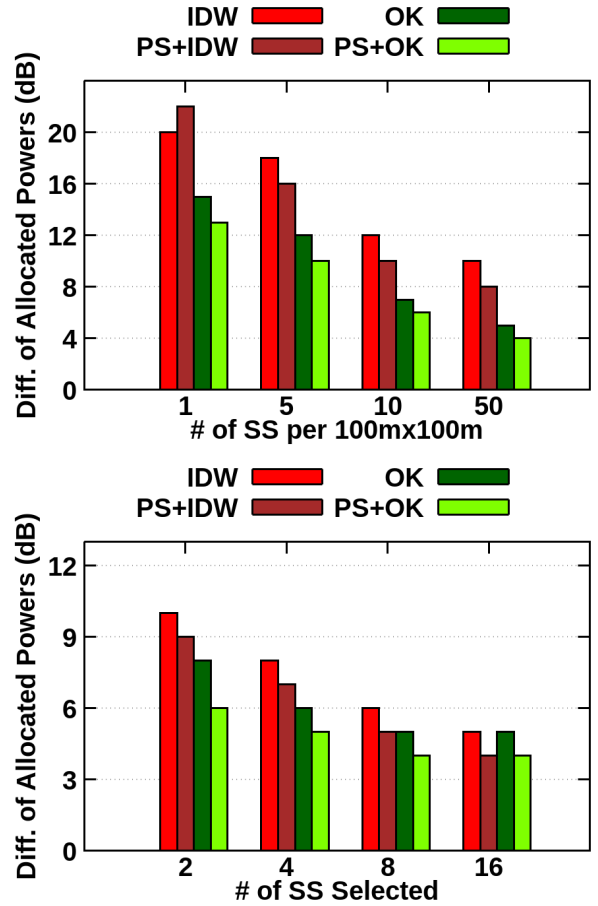 IDW OK
PS+IDW PS+OK
Diff. of Allocated Powers (dB)
20
16
12
8
4
0
1 5 10 50
# of SS per 100mx100m
IDW OK
PS+IDW PS+OK
Diff. of Allocated Powers (dB)
12
9
6
3
0
2 4 8 16
# of SS Selected